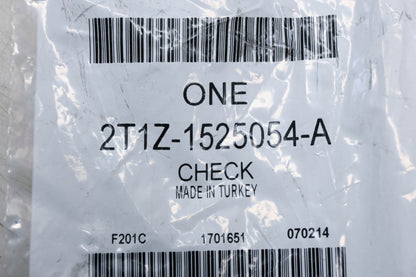 ONE
2T1Z-1525054-A
CHECK
MADE IN TURKEY
F201C 1701651 070214